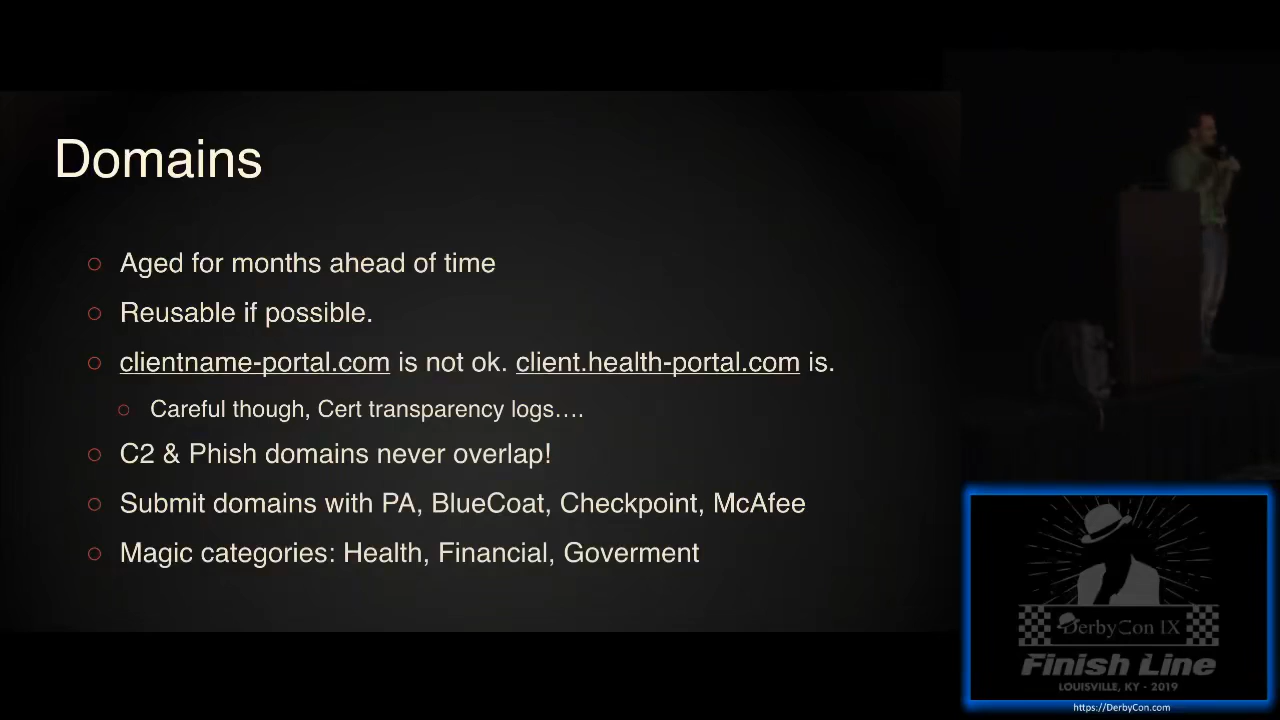 Domains
Aged for months ahead of time
Reusable if possible.
clientname-portal.com is not ok. client.health-portal.com is.
Careful though, Cert transparency logs….
C2 & Phish domains never overlap!
Submit domains with PA, BlueCoat, Checkpoint, McAfee
Magic categories: Health, Financial, Goverment
DerbyCon IX
Finish Line
LOUISVILLE, KY - 2019
https://DerbyCon.com